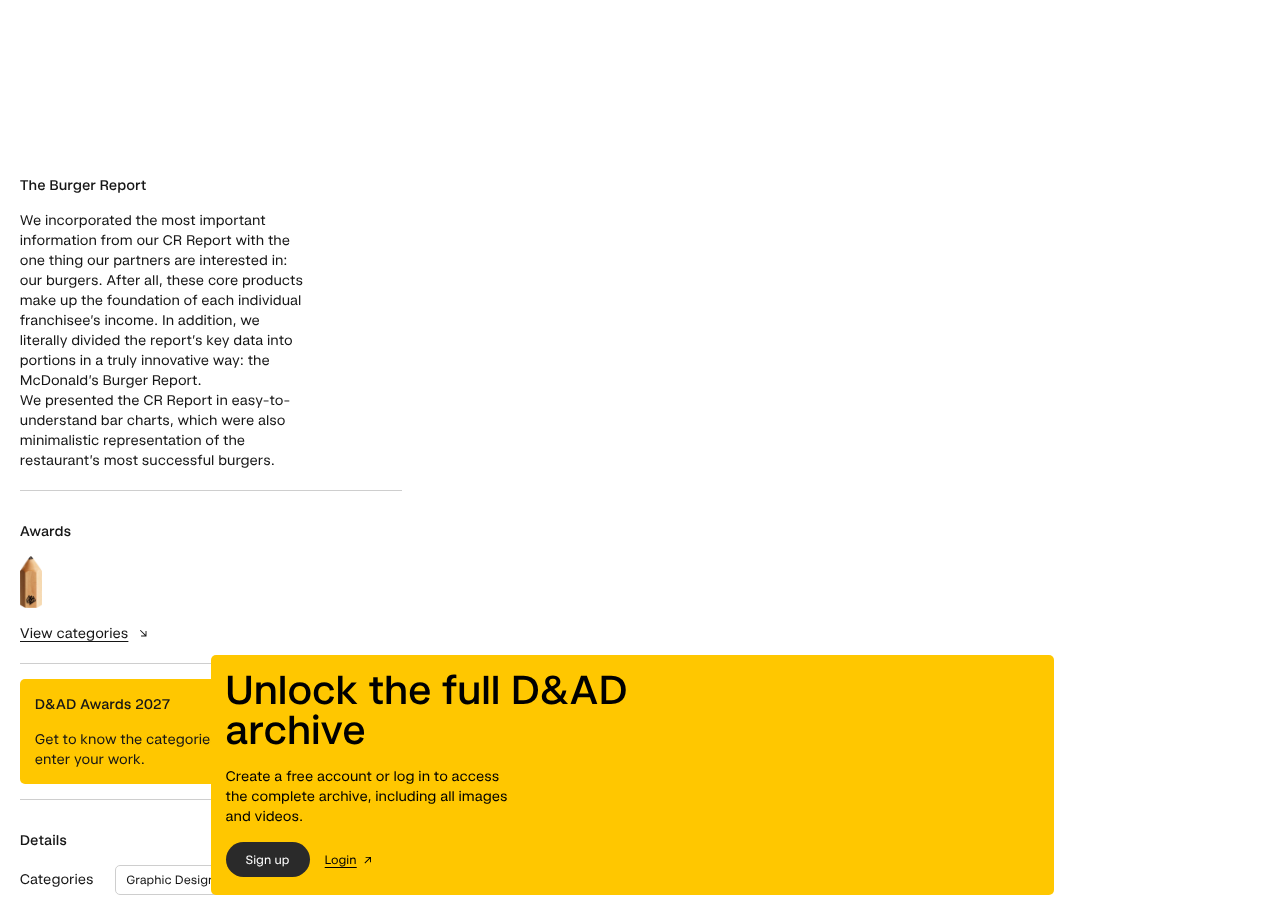 The Burger Report
We incorporated the most important
information from our CR Report with the
one thing our partners are interested in:
our burgers. After all, these core products
make up the foundation of each individual
franchisee's income. In addition, we
literally divided the report's key data into
portions in a truly innovative way: the
McDonald's Burger Report.
We presented the CR Report in easy-to-
understand bar charts, which were also
minimalistic representation of the
restaurant's most successful burgers.
Awards
View categories
D&AD Awards 2027
Get to know the categorie
enter your work.
Details
Categories
Graphic Design
Unlock the full D&AD
archive
Create a free account or log in to access
the complete archive, including all images
and videos.
Sign up
Login